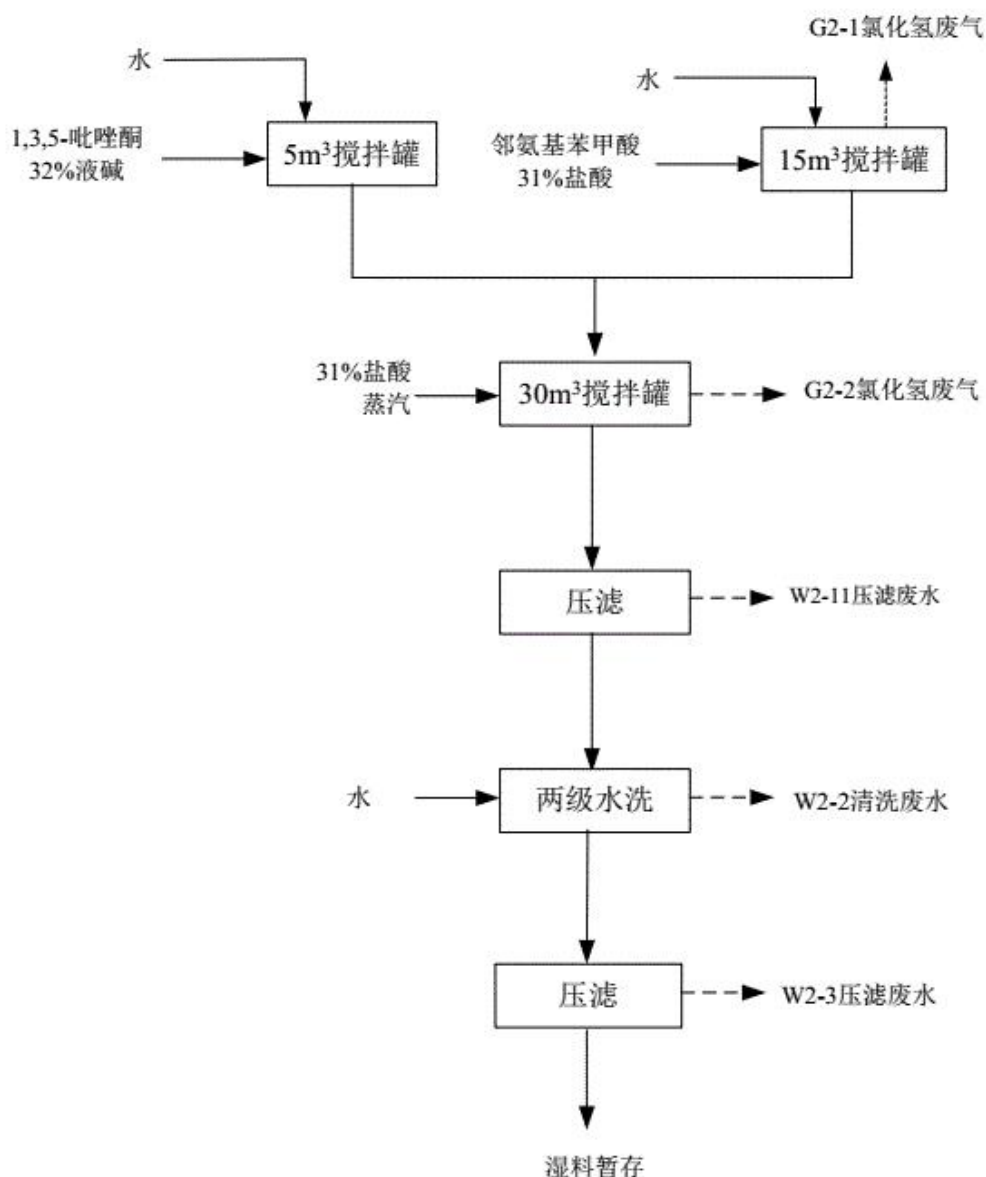 G2-1氯化氢废气
水
水
1,3,5-吡唑酮
32%液碱
5m³搅拌罐
邻氨基苯甲酸
31%盐酸
15m³搅拌罐
31%盐酸
蒸汽
30m³搅拌罐
G2-2氯化氢废气
压滤
W2-11压滤废水
水
两级水洗
W2-2清洗废水
压滤
W2-3压滤废水
湿料暂存